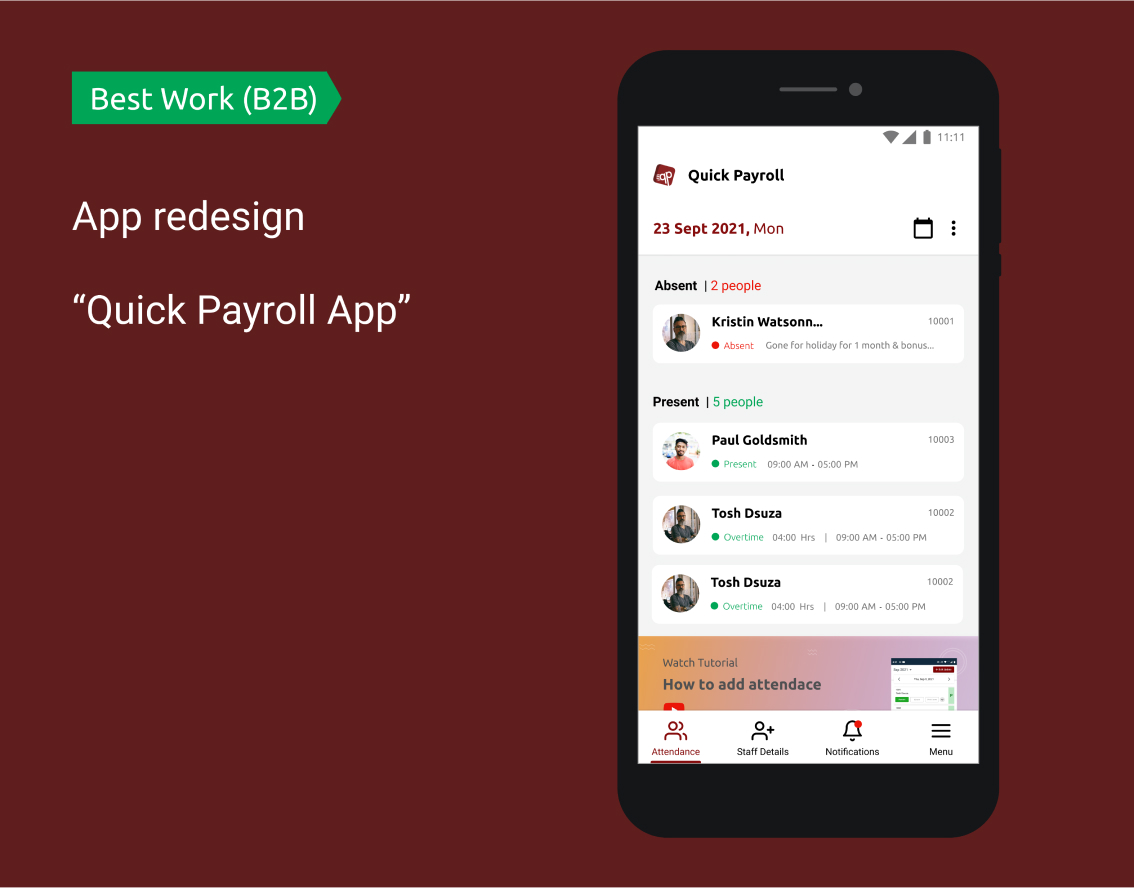 Best Work (B2B)
App redesign
“Quick Payroll App”
11:11
qp Quick Payroll
23 Sept 2021, Mon
Absent | 2 people
Kristin Watsonn... 10001
Absent Gone for holiday for 1 month & bonus...
Present | 5 people
Paul Goldsmith 10003
Present 09:00 AM - 05:00 PM
Tosh Dsuza 10002
Overtime 04:00 Hrs | 09:00 AM - 05:00 PM
Tosh Dsuza 10002
Overtime 04:00 Hrs | 09:00 AM - 05:00 PM
Watch Tutorial
How to add attendace
Attendance Staff Details Notifications Menu